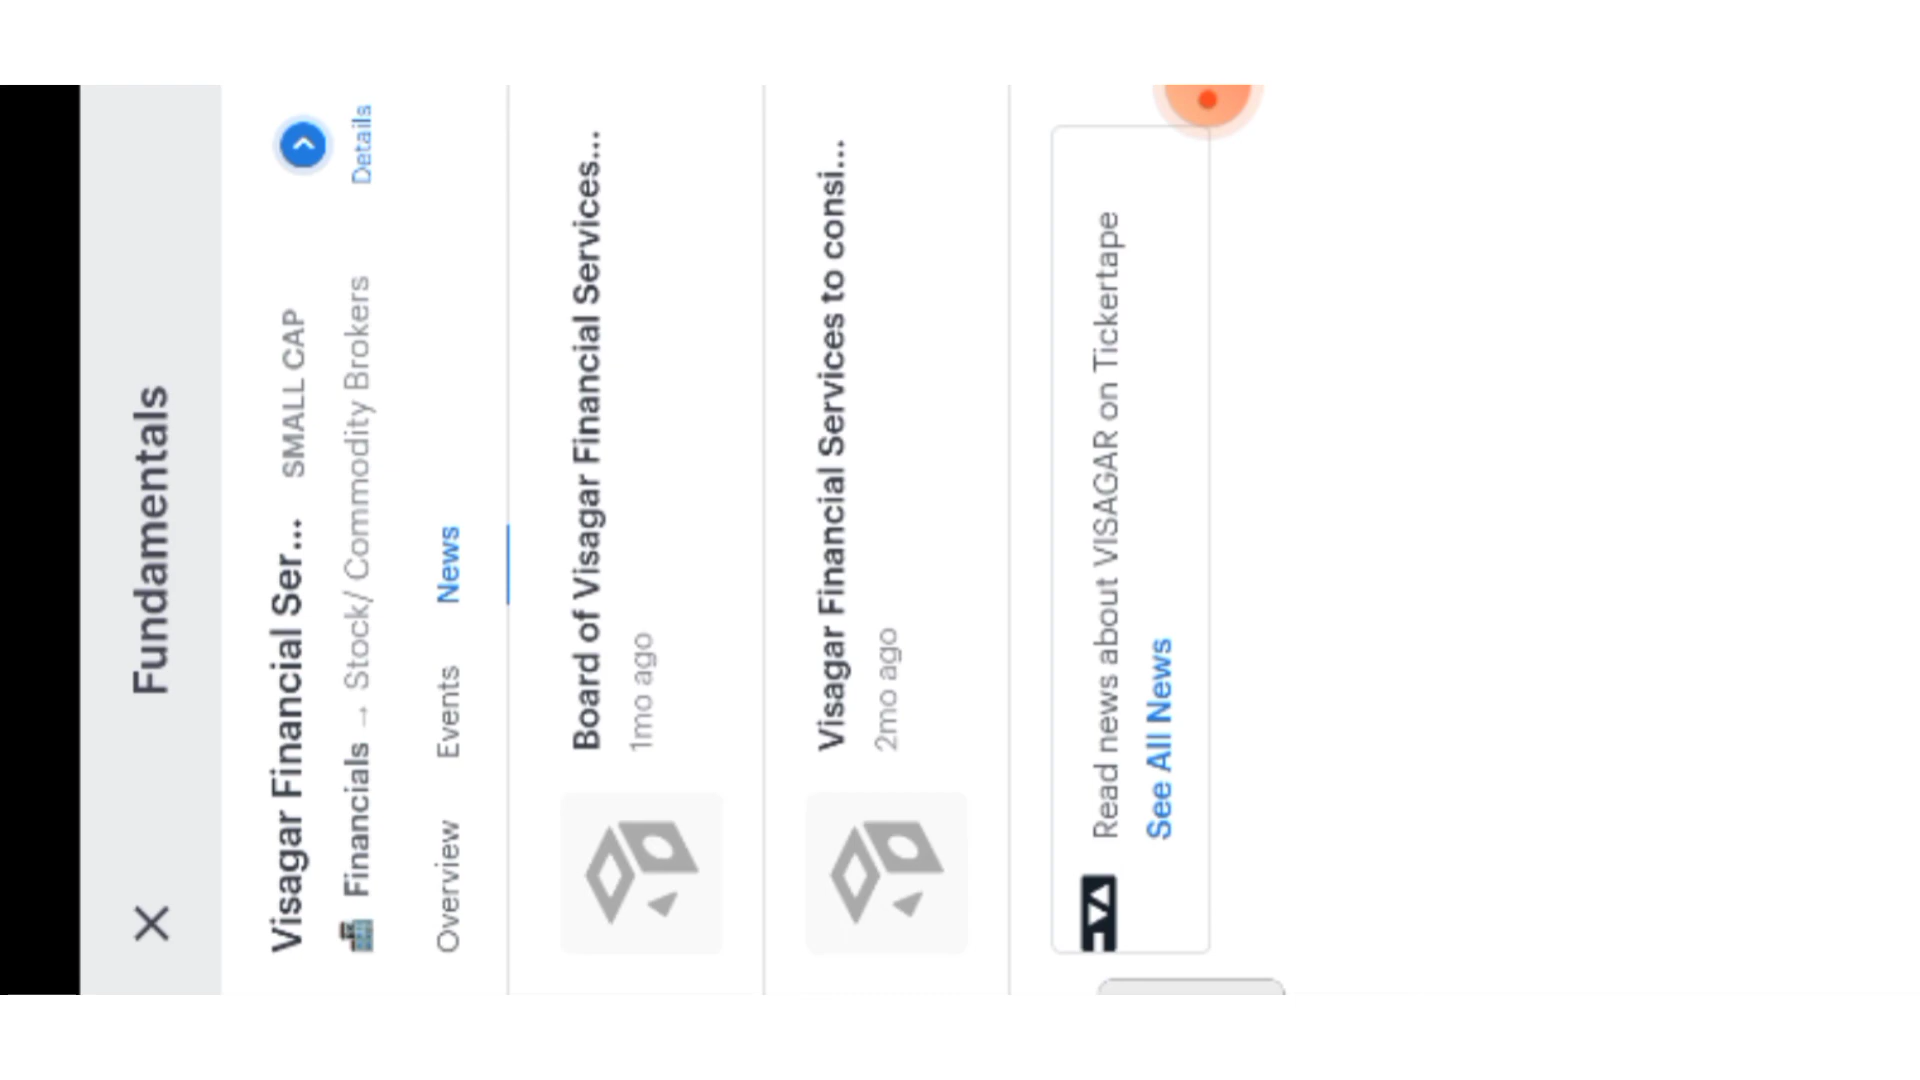 Fundamentals
Visagar Financial Ser... SMALL CAP
Financials → Stock/ Commodity Brokers Details
Overview Events News
Board of Visagar Financial Services...
1mo ago
Visagar Financial Services to consi...
2mo ago
Read news about VISAGAR on Tickertape
See All News